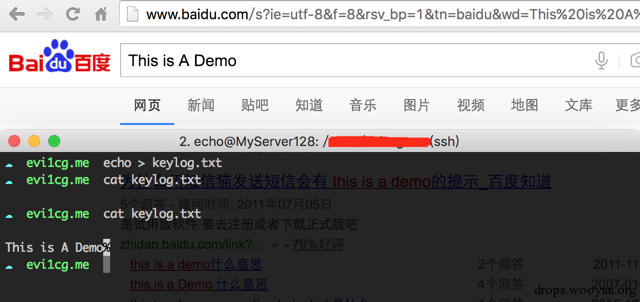 www.baidu.com/s?ie=utf-8&f=8&rsv_bp=1&tn=baidu&wd=This%20is%20A%
Bai du 百度
This is A Demo
网页 新闻 贴吧 知道 音乐 图片 视频 地图 文库 更多
2. echo@MyServer128: / (ssh)
evi1cg.me echo > keylog.txt
evi1cg.me cat keylog.txt
信猫发送短信会有 this is a demo的提示_百度知道
evi1cg.me cat keylog.txt
5个回答 - 提问时间: 2011年07月05日
是试用版软件 要去注册或者下载正式版吧
This is A Demo%
zhidao.baidu.com/link?... - 79%好评
evi1cg.me
this is a demo什么意思 2个回答 2011-11
this is a Demo 什么意思 4个回答 2007-01
drops.wooyun.org